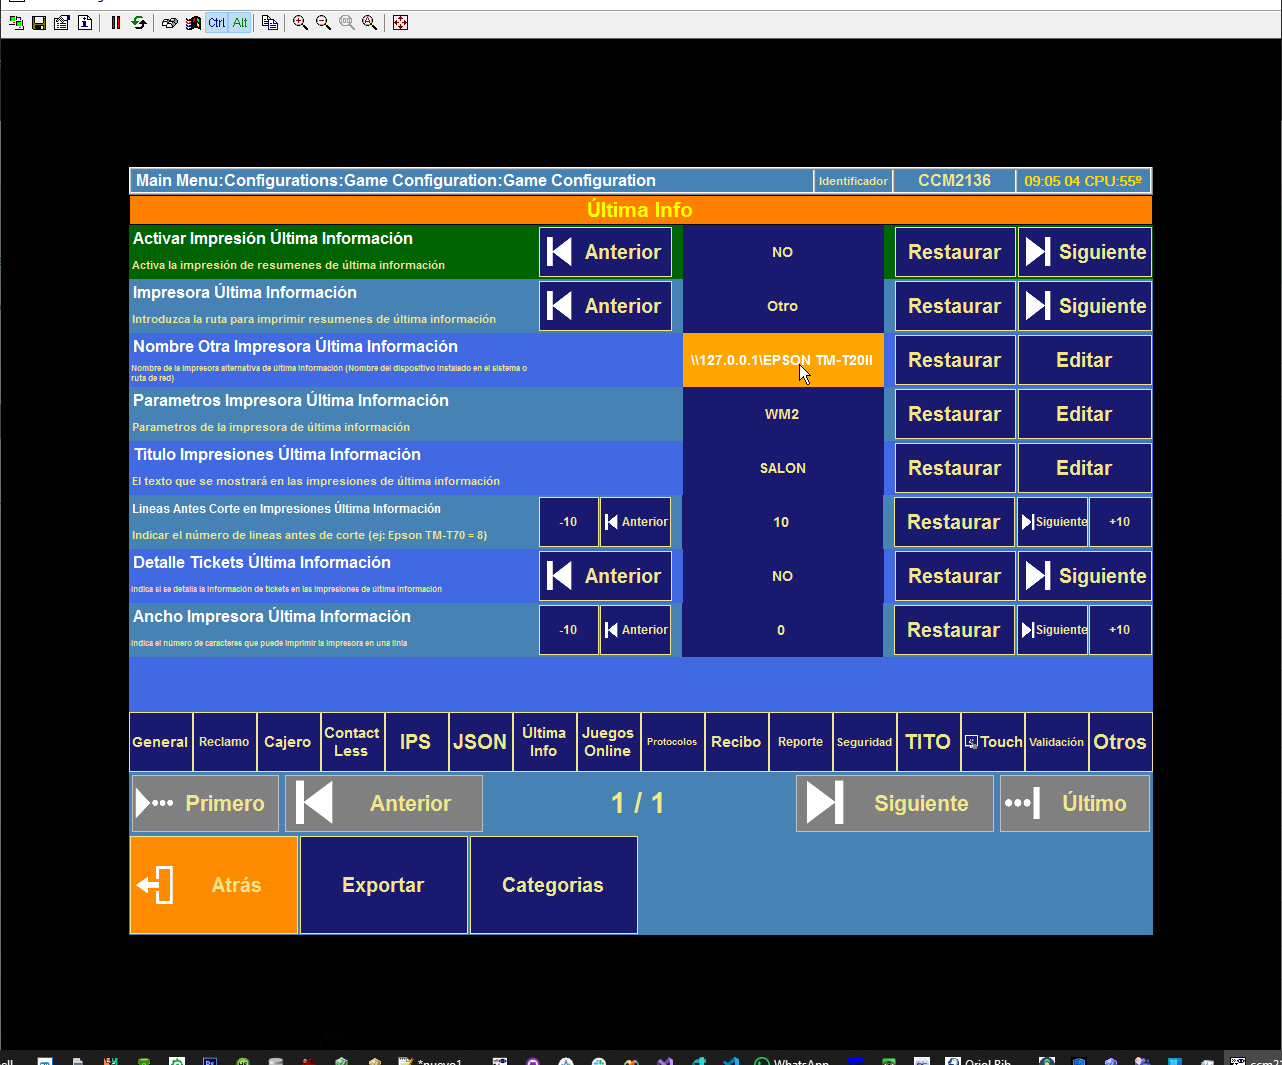 Ctrl Alt
Main Menu:Configurations:Game Configuration:Game Configuration
Identificador
CCM2136
09:05 04 CPU:55º
Última Info
Activar Impresión Última Información
Activa la impresión de resumenes de última información
Anterior
NO
Restaurar
Siguiente
Impresora Última Información
Introduzca la ruta para imprimir resumenes de última información
Anterior
Otro
Restaurar
Siguiente
Nombre Otra Impresora Última Información
Nombre de la impresora alternativa de última información (Nombre del dispositivo instalado en el sistema o
ruta de red)
\\127.0.0.1\EPSON TM-T20II
Restaurar
Editar
Parametros Impresora Última Información
Parametros de la impresora de última información
WM2
Restaurar
Editar
Titulo Impresiones Última Información
El texto que se mostrará en las impresiones de última información
SALON
Restaurar
Editar
Lineas Antes Corte en Impresiones Última Información
Indicar el número de lineas antes de corte (ej: Epson TM-T70 = 8)
-10
Anterior
10
Restaurar
Siguiente
+10
Detalle Tickets Última Información
Indica si se detalla la información de tickets en las impresiones de última información
Anterior
NO
Restaurar
Siguiente
Ancho Impresora Última Información
Indica el número de caracteres que puede imprimir la impresora en una linia
-10
Anterior
0
Restaurar
Siguiente
+10
General
Reclamo
Cajero
Contact
Less
IPS
JSON
Última
Info
Juegos
Online
Protocolos
Recibo
Reporte
Seguridad
TITO
Touch
Validación
Otros
Primero
Anterior
1 / 1
Siguiente
Último
Atrás
Exportar
Categorias
WhatsApp